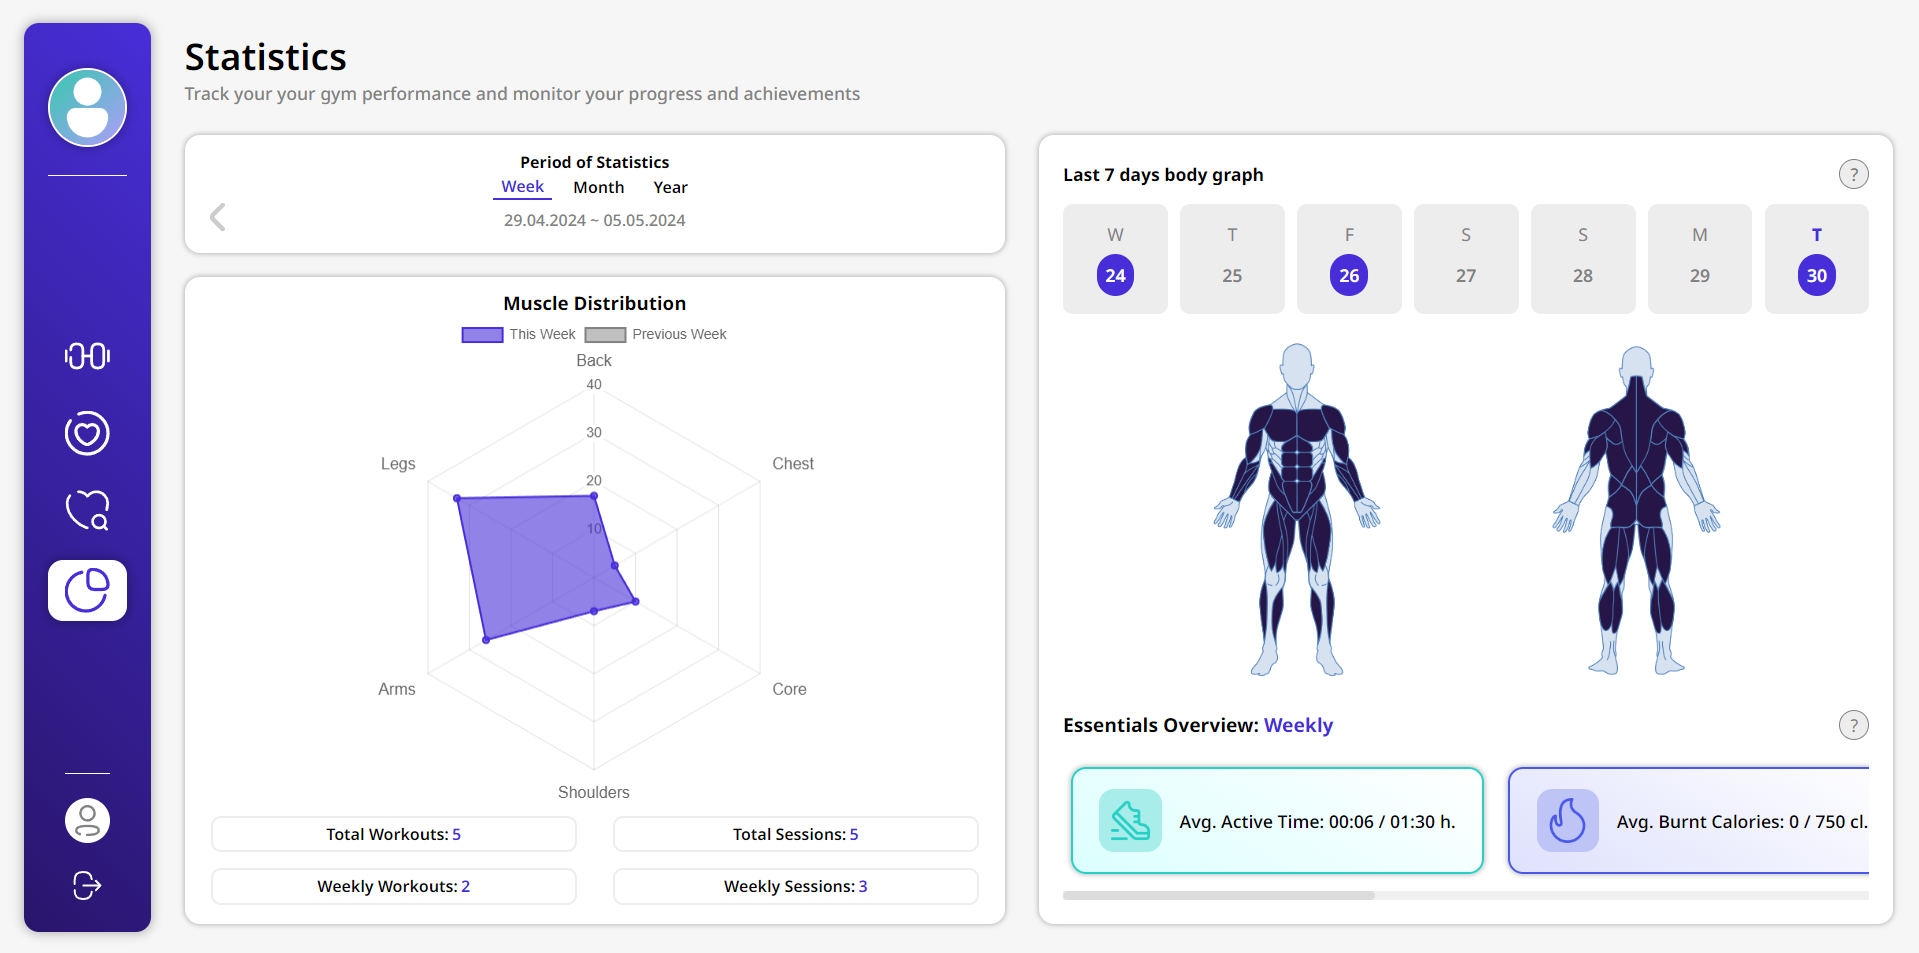 Statistics
Track your your gym performance and monitor your progress and achievements
Period of Statistics
Week Month Year
29.04.2024 ~ 05.05.2024
Muscle Distribution
This Week Previous Week
Back
40
30
20
10
Legs
Chest
Arms
Core
Shoulders
Total Workouts: 5
Total Sessions: 5
Weekly Workouts: 2
Weekly Sessions: 3
Last 7 days body graph
?
W T F S S M T
24 25 26 27 28 29 30
Essentials Overview: Weekly
?
Avg. Active Time: 00:06 / 01:30 h.
Avg. Burnt Calories: 0 / 750 cl.